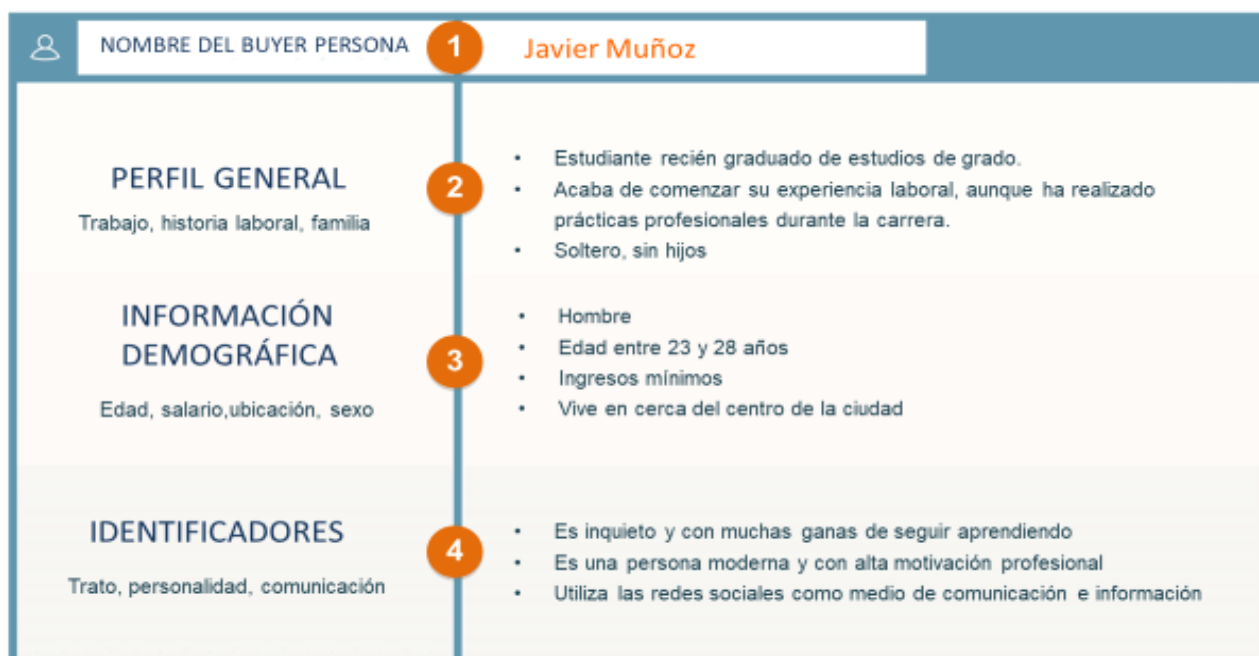 NOMBRE DEL BUYER PERSONA 1 Javier Muñoz
PERFIL GENERAL
Trabajo, historia laboral, familia
2
• Estudiante recién graduado de estudios de grado.
• Acaba de comenzar su experiencia laboral, aunque ha realizado
prácticas profesionales durante la carrera.
• Soltero, sin hijos
INFORMACIÓN
DEMOGRÁFICA
Edad, salario,ubicación, sexo
3
• Hombre
• Edad entre 23 y 28 años
• Ingresos mínimos
• Vive en cerca del centro de la ciudad
IDENTIFICADORES
Trato, personalidad, comunicación
4
• Es inquieto y con muchas ganas de seguir aprendiendo
• Es una persona moderna y con alta motivación profesional
• Utiliza las redes sociales como medio de comunicación e información